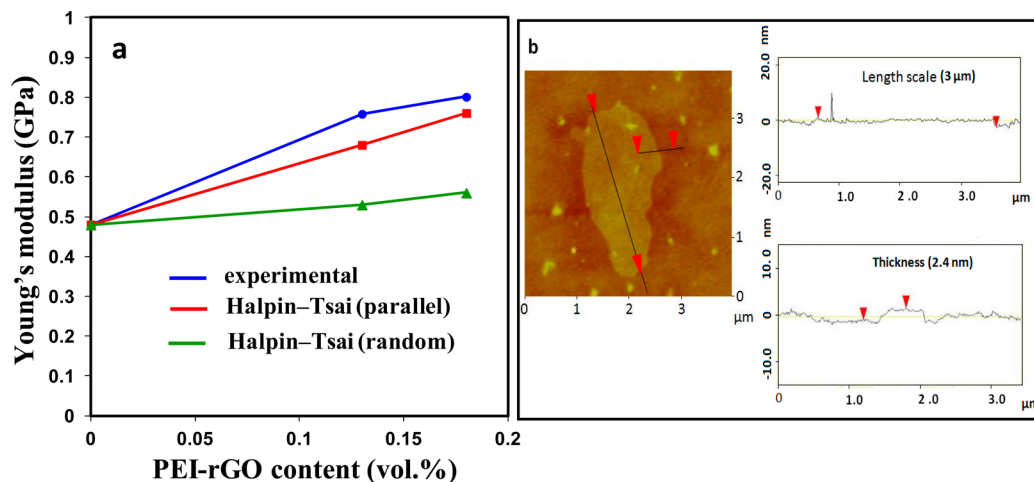 a
Young's modulus (GPa)
1
0.9
0.8
0.7
0.6
0.5
0.4
0.3
0.2
0.1
0
experimental
Halpin–Tsai (parallel)
Halpin–Tsai (random)
0 0.05 0.1 0.15 0.2
PEI-rGO content (vol.%)
b
3
2
1
0
0 1 2 3
μm
nm
20.0
0
-20.0
Length scale (3 μm)
0 1.0 2.0 3.0
μm
nm
10.0
0
-10.0
Thickness (2.4 nm)
0 1.0 2.0 3.0
μm